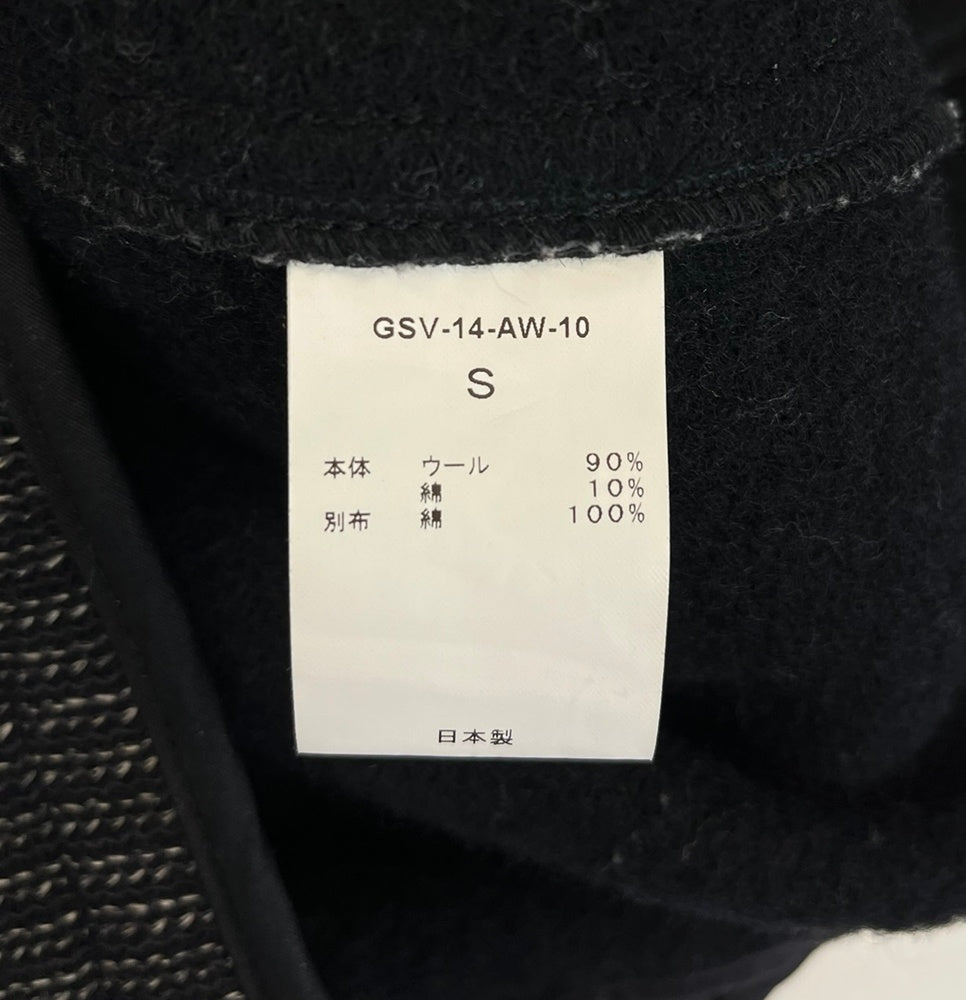 GSV-14-AW-10
S
本体 ウール 90%
綿 10%
別布 綿 100%
日本製